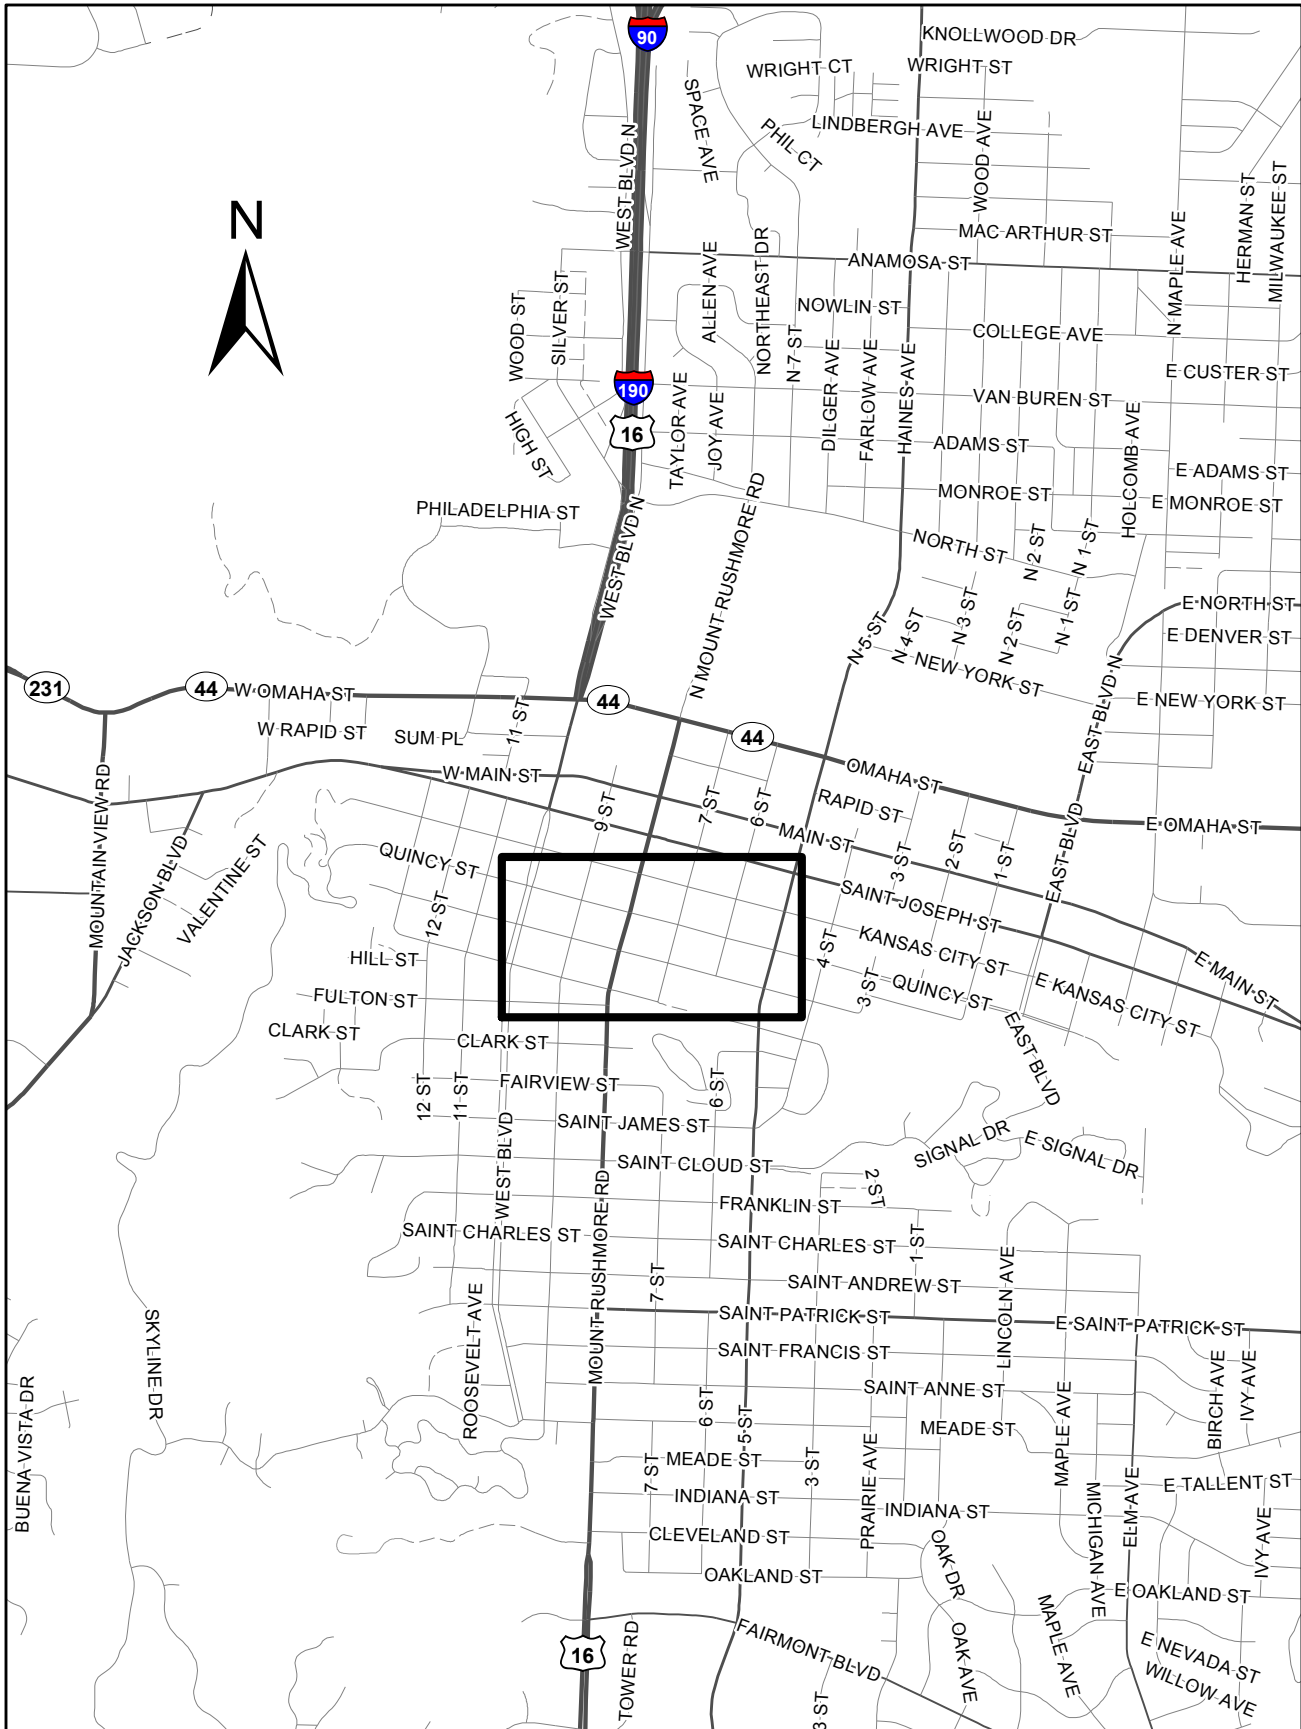 90
KNOLLWOOD DR
WRIGHT CT
WRIGHT ST
SPACE AVE
LINDBERGH AVE
PHIL CT
WOOD AVE
WEST BLVD N
N
HERMAN ST
MILWAUKEE ST
MAC ARTHUR ST
N MAPLE AVE
ANAMOSA ST
ALLEN AVE
NORTHEAST DR
WOOD ST
SILVER ST
NOWLIN ST
COLLEGE AVE
N 7 ST
DILGER AVE
FARLOW AVE
HAINES AVE
E CUSTER ST
190
VAN BUREN ST
16
TAYLOR AVE
JOY AVE
HIGH ST
ADAMS ST
HOLCOMB AVE
E ADAMS ST
MONROE ST
E MONROE ST
PHILADELPHIA ST
WEST BLVD N
N MOUNT RUSHMORE RD
NORTH ST
N 2 ST
N 1 ST
E NORTH ST
N 5 ST
N 4 ST
N 3 ST
N 2 ST
N 1 ST
E DENVER ST
NEW YORK ST
E NEW YORK ST
EAST BLVD N
231
44
W OMAHA ST
44
W RAPID ST
SUM PL
11 ST
44
W MAIN ST
OMAHA ST
MOUNTAIN VIEW RD
9 ST
7 ST
6 ST
RAPID ST
MAIN ST
E OMAHA ST
JACKSON BLVD
VALENTINE ST
QUINCY ST
3 ST
2 ST
1 ST
EAST BLVD
12 ST
SAINT JOSEPH ST
HILL ST
4 ST
KANSAS CITY ST
E MAIN ST
FULTON ST
3 ST
QUINCY ST
E KANSAS CITY ST
CLARK ST
CLARK ST
EAST BLVD
12 ST
11 ST
FAIRVIEW ST
6 ST
WEST BLVD
SAINT JAMES ST
SIGNAL DR
E SIGNAL DR
SAINT CLOUD ST
2 ST
FRANKLIN ST
MOUNT RUSHMORE RD
SAINT CHARLES ST
SAINT CHARLES ST
1 ST
7 ST
SAINT ANDREW ST
LINCOLN AVE
SKYLINE DR
ROOSEVELT AVE
SAINT PATRICK ST
E SAINT PATRICK ST
SAINT FRANCIS ST
BUENA VISTA DR
BIRCH AVE
IVY AVE
SAINT ANNE ST
6 ST
5 ST
MAPLE AVE
MEADE ST
7 ST
MEADE ST
3 ST
PRAIRIE AVE
MICHIGAN AVE
ELM AVE
E TALLENT ST
INDIANA ST
INDIANA ST
IVY AVE
CLEVELAND ST
OAK DR
OAKLAND ST
E OAKLAND ST
16
TOWER RD
FAIRMONT BLVD
OAK AVE
MAPLE AVE
E NEVADA ST
WILLOW AVE
3 ST